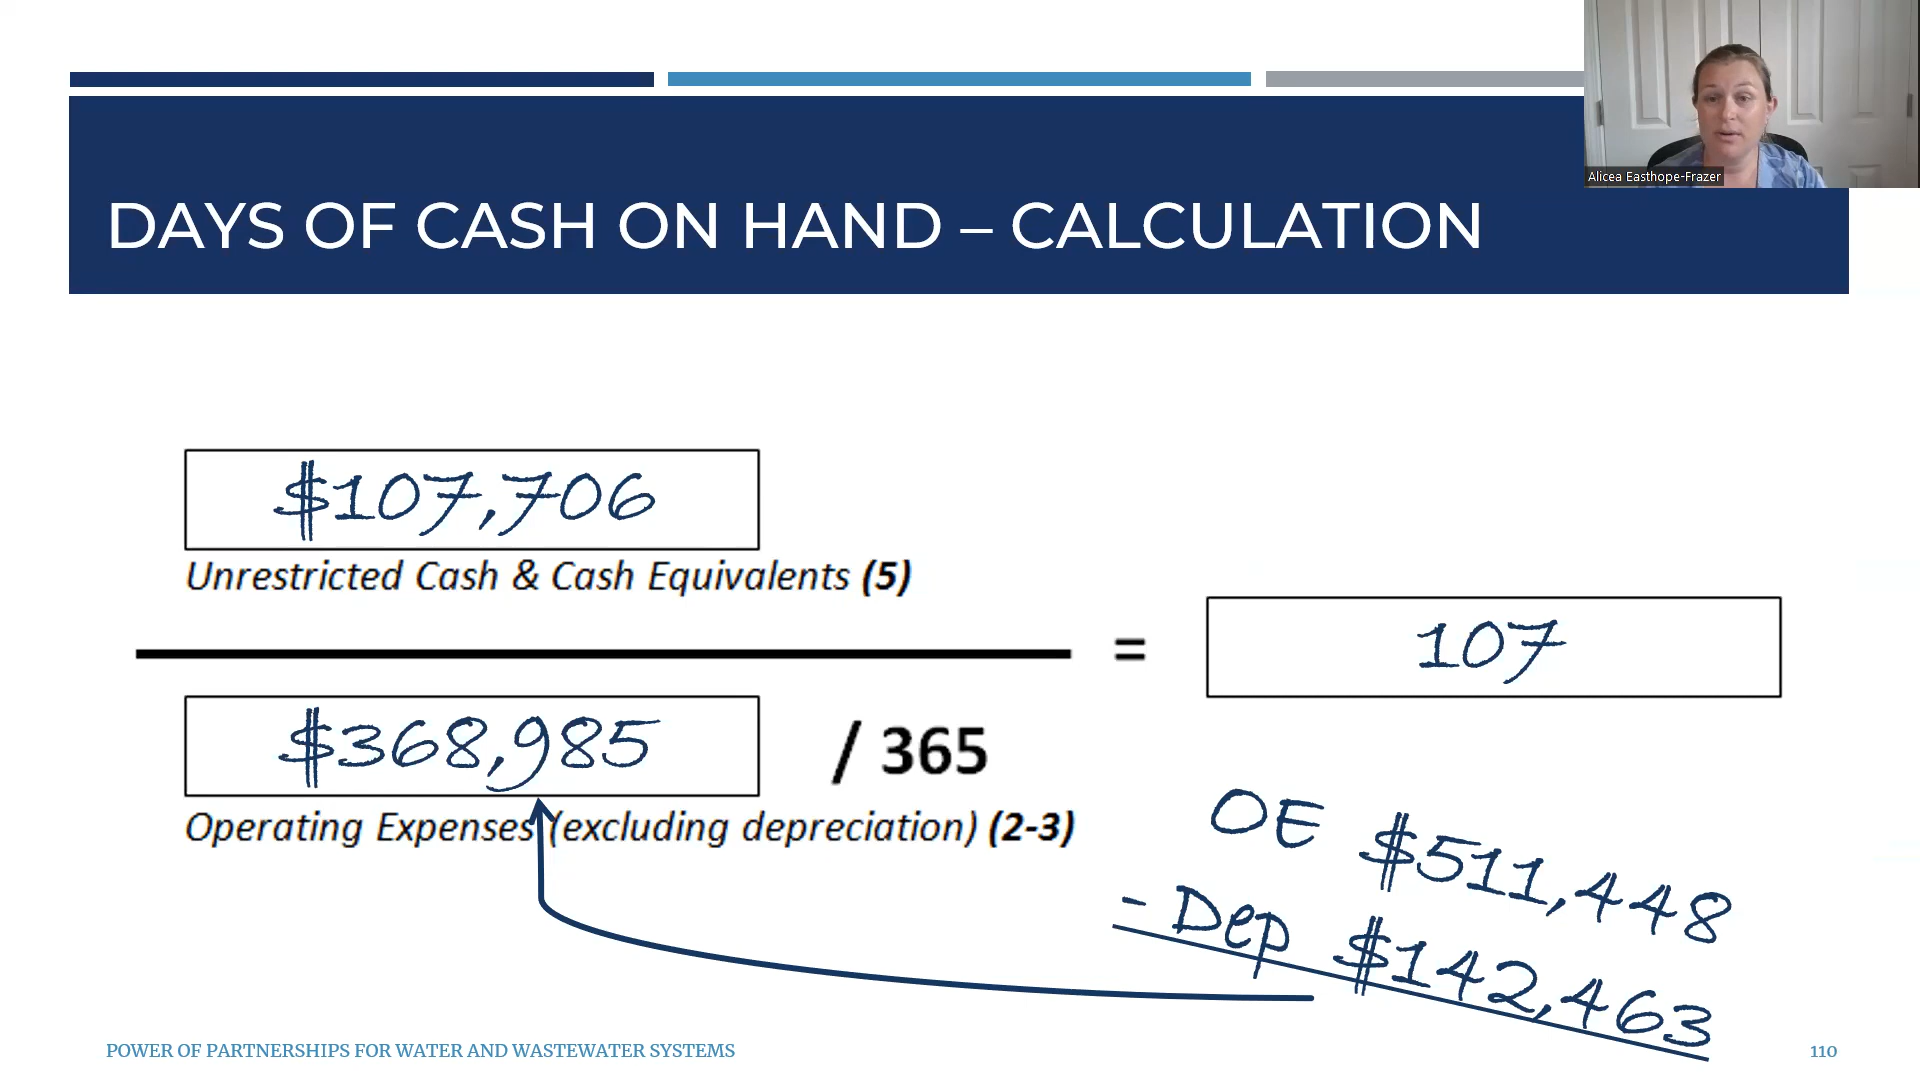 Alicea Easthope-Frazer
DAYS OF CASH ON HAND – CALCULATION
$107,706
Unrestricted Cash & Cash Equivalents (5)
= 107
$368,985 / 365
Operating Expenses (excluding depreciation) (2-3)
OE $511,448
- Dep $142,463
POWER OF PARTNERSHIPS FOR WATER AND WASTEWATER SYSTEMS
110